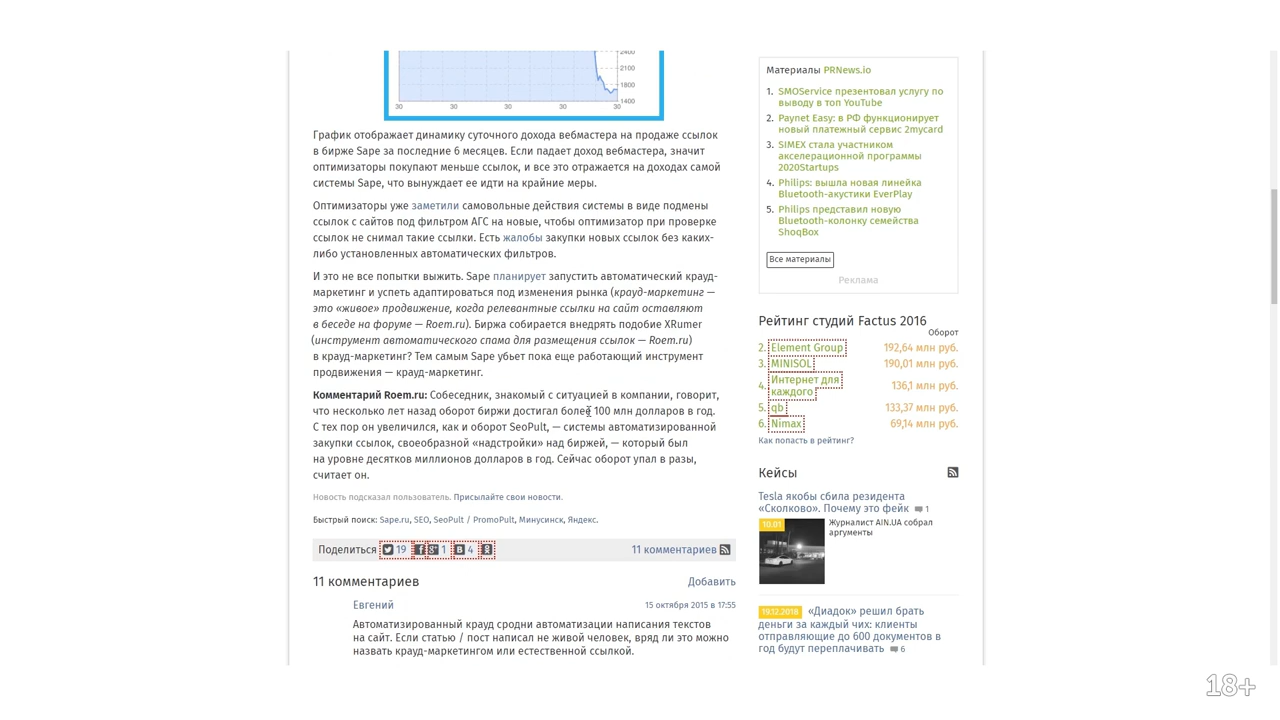 2400
2100
1800
1400
30 30 30 30 30
График отображает динамику суточного дохода вебмастера на продаже ссылок
в бирже Sape за последние 6 месяцев. Если падает доход вебмастера, значит
оптимизаторы покупают меньше ссылок, и все это отражается на доходах самой
системы Sape, что вынуждает ее идти на крайние меры.
Оптимизаторы уже заметили самовольные действия системы в виде подмены
ссылок с сайтов под фильтром АГС на новые, чтобы оптимизатор при проверке
ссылок не снимал такие ссылки. Есть жалобы закупки новых ссылок без каких-
либо установленных автоматических фильтров.
И это не все попытки выжить. Sape планирует запустить автоматический крауд-
маркетинг и успеть адаптироваться под изменения рынка (крауд-маркетинг —
это «живое» продвижение, когда релевантные ссылки на сайт оставляют
в беседе на форуме — Roem.ru). Биржа собирается внедрять подобие XRumer
(инструмент автоматического спама для размещения ссылок — Roem.ru)
в крауд-маркетинг? Тем самым Sape убьет пока еще работающий инструмент
продвижения — крауд-маркетинг.
Комментарий Roem.ru: Собеседник, знакомый с ситуацией в компании, говорит,
что несколько лет назад оборот биржи достигал более 100 млн долларов в год.
С тех пор он увеличился, как и оборот SeoPult, — системы автоматизированной
закупки ссылок, своеобразной «надстройки» над биржей, — который был
на уровне десятков миллионов долларов в год. Сейчас оборот упал в разы,
считает он.
Новость подсказал пользователь. Присылайте свои новости.
Быстрый поиск: Sape.ru, SEO, SeoPult / PromoPult, Минусинск, Яндекс.
Поделиться 19 1 4 11 комментариев
11 комментариев Добавить
Евгений 15 октября 2015 в 17:55
Автоматизированный крауд сродни автоматизации написания текстов
на сайт. Если статью / пост написал не живой человек, вряд ли это можно
назвать крауд-маркетингом или естественной ссылкой.
Материалы PRNews.io
1. SMOService презентовал услугу по
выводу в топ YouTube
2. Paynet Easy: в РФ функционирует
новый платежный сервис 2mycard
3. SIMEX стала участником
акселерационной программы
2020Startups
4. Philips: вышла новая линейка
Bluetooth-акустики EverPlay
5. Philips представил новую
Bluetooth-колонку семейства
ShoqBox
Все материалы
Реклама
Рейтинг студий Factus 2016
Оборот
2. Element Group 192,64 млн руб.
3. MINISOL 190,01 млн руб.
4. Интернет для
каждого 136,1 млн руб.
5. qb 133,37 млн руб.
6. Nimax 69,14 млн руб.
Как попасть в рейтинг?
Кейсы
Tesla якобы сбила резидента
«Сколково». Почему это фейк 1
10.01 Журналист AIN.UA собрал
аргументы
19.12.2018 «Диадок» решил брать
деньги за каждый чих: клиенты
отправляющие до 600 документов в
год будут переплачивать 6
18+